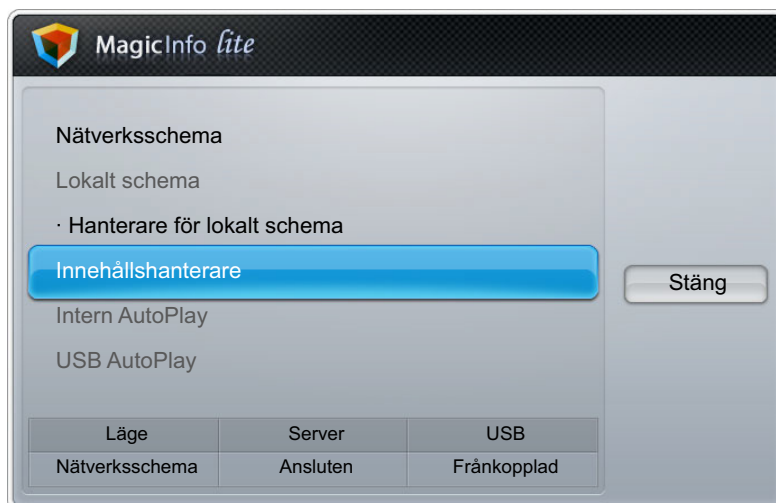 MagicInfo lite
Nätverksschema
Lokalt schema
· Hanterare för lokalt schema
Innehållshanterare
Stäng
Intern AutoPlay
USB AutoPlay
Läge Server USB
Nätverksschema Ansluten Frånkopplad